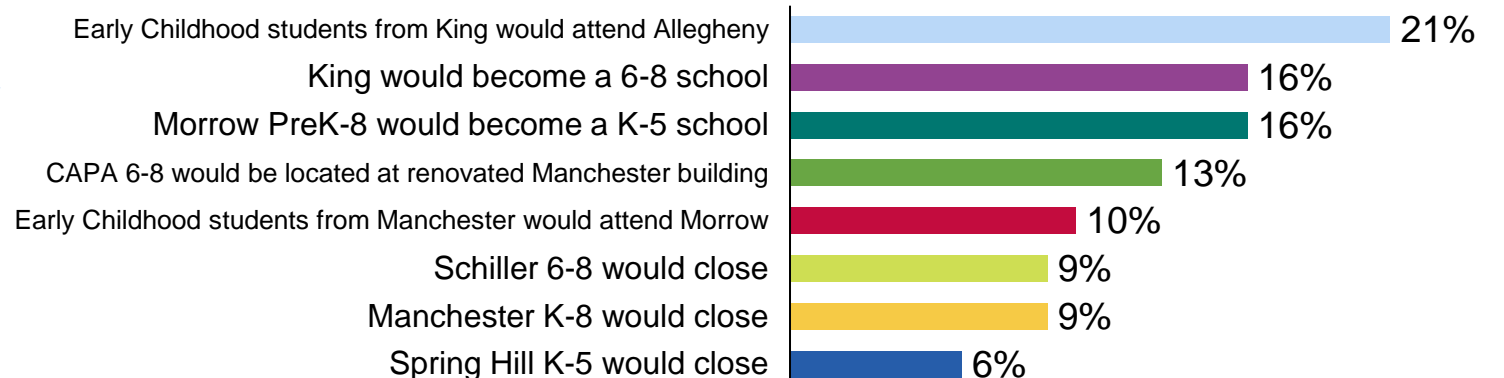 Early Childhood students from King would attend Allegheny 21%
King would become a 6-8 school 16%
Morrow PreK-8 would become a K-5 school 16%
CAPA 6-8 would be located at renovated Manchester building 13%
Early Childhood students from Manchester would attend Morrow 10%
Schiller 6-8 would close 9%
Manchester K-8 would close 9%
Spring Hill K-5 would close 6%